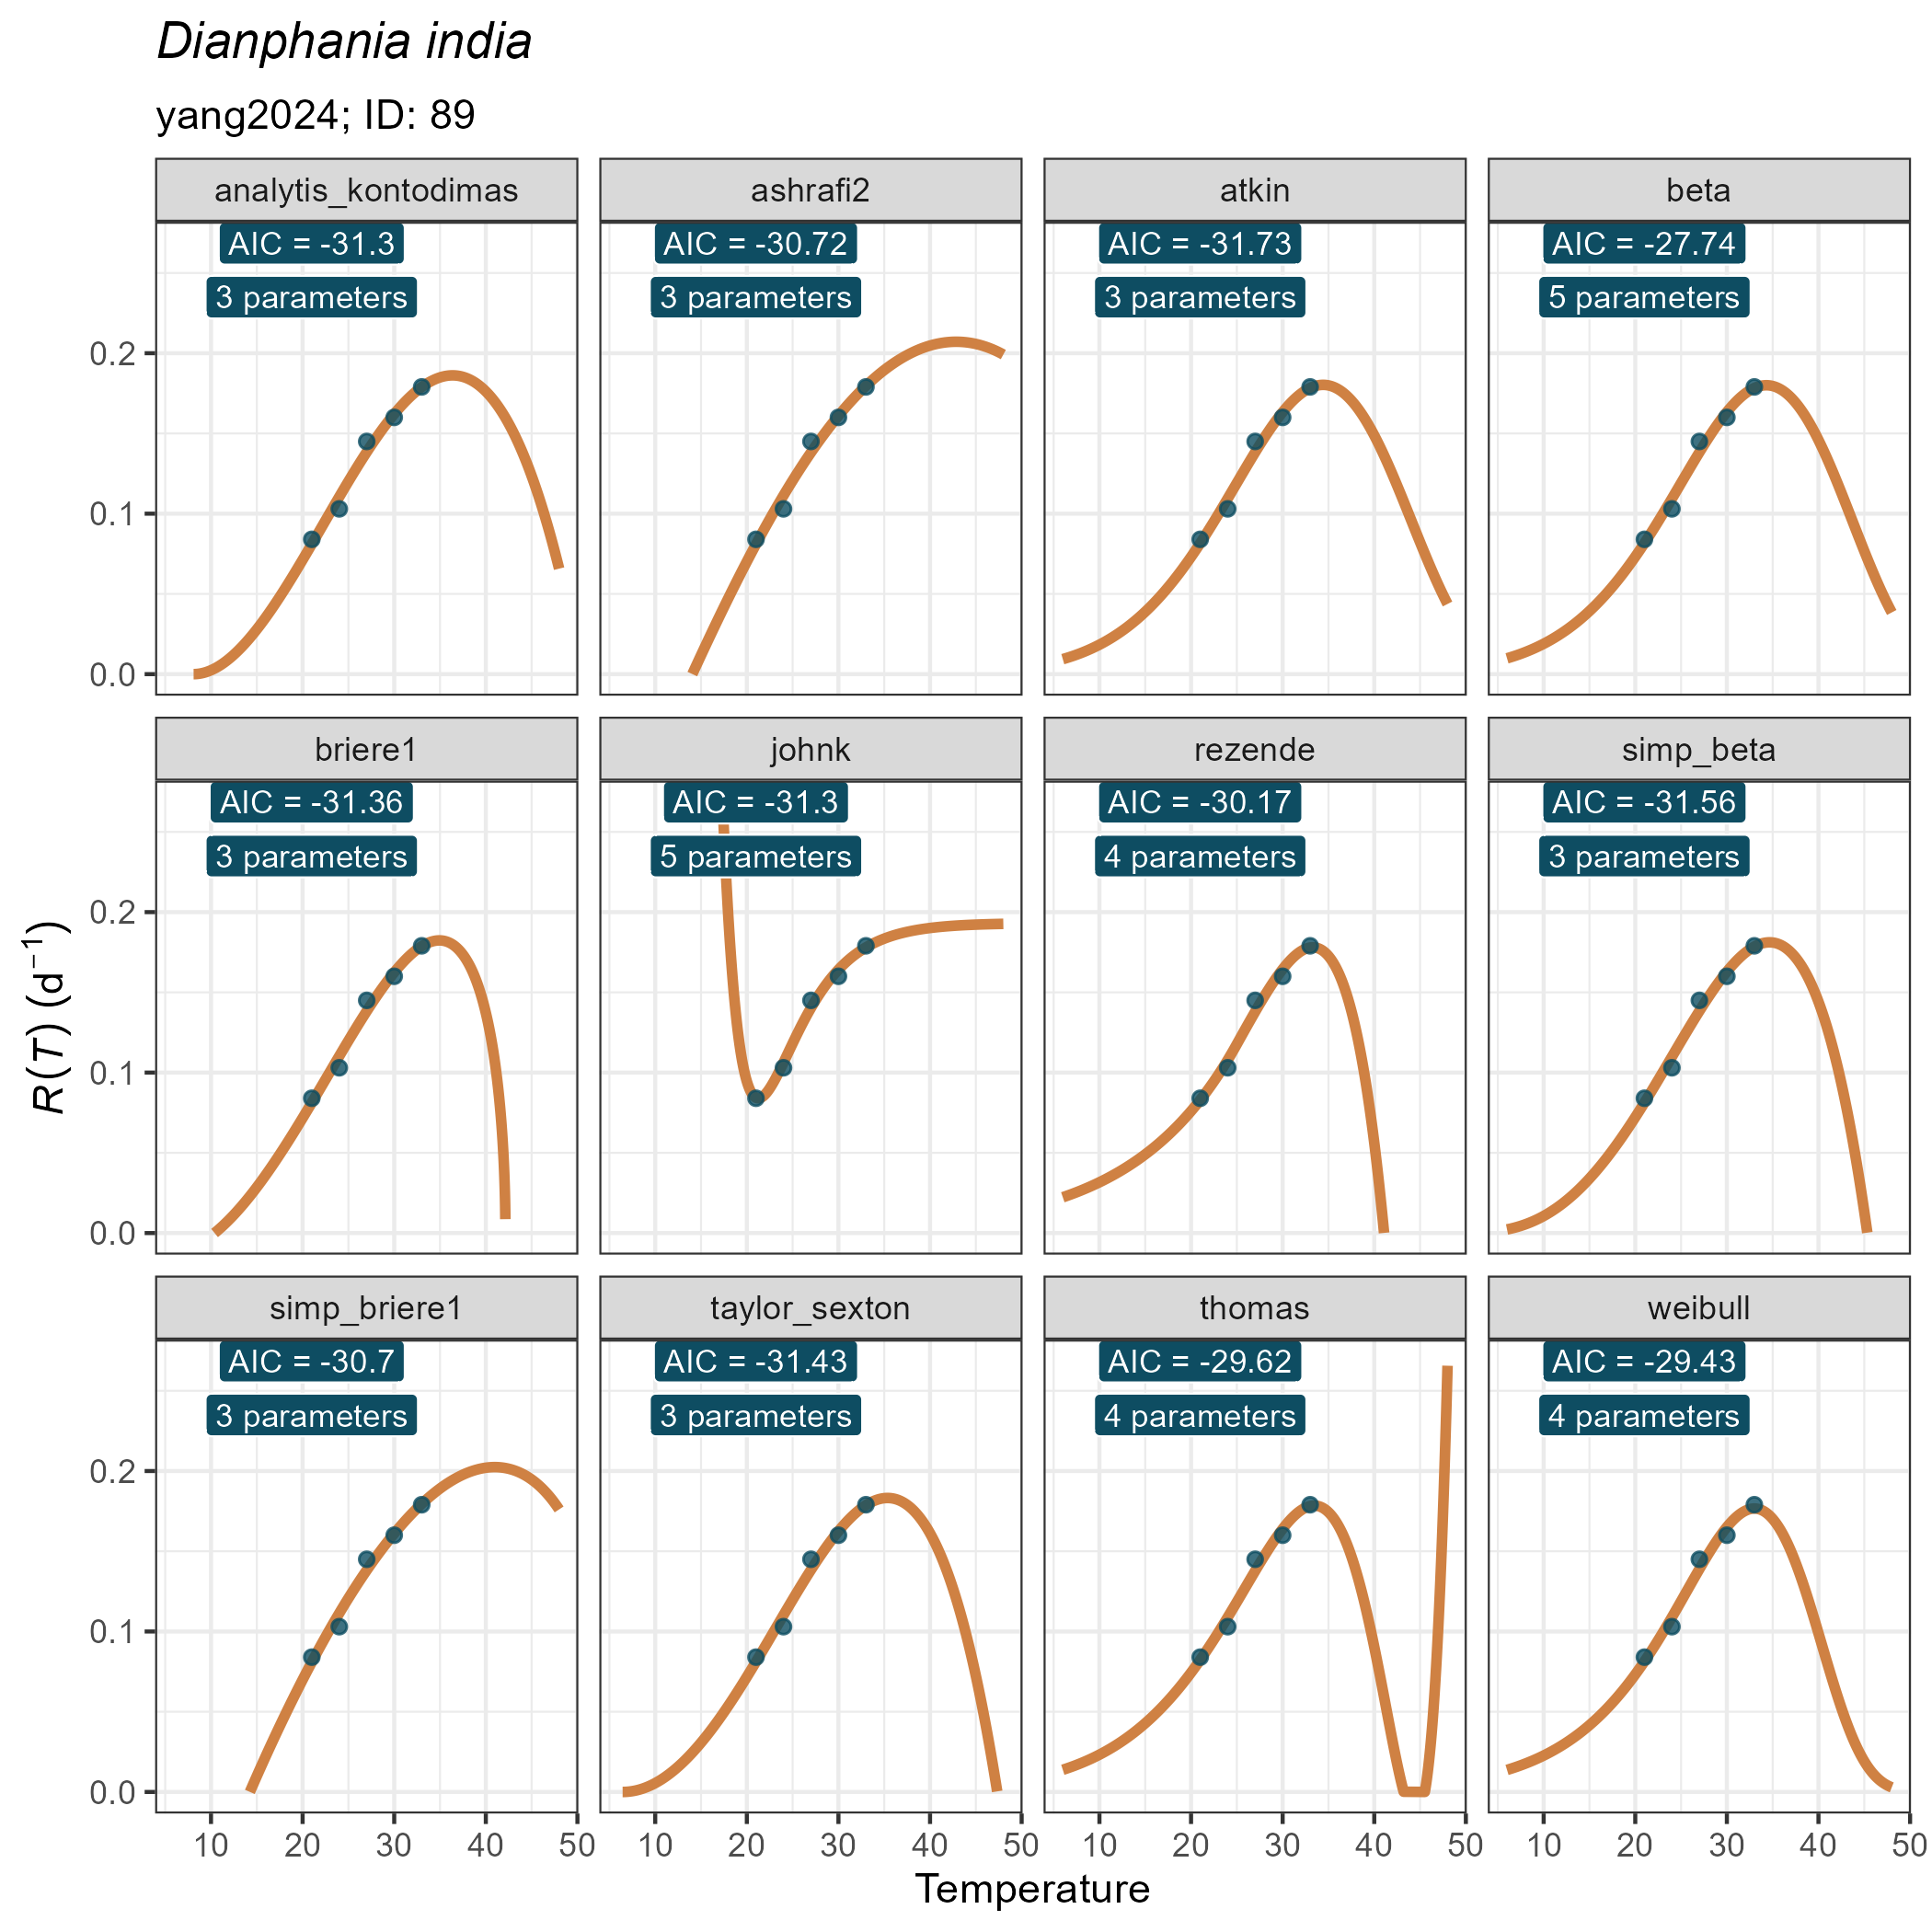 Dianphania india
yang2024; ID: 89
analytis_kontodimas
ashrafi2
atkin
beta
AIC = -31.3
AIC = -30.72
AIC = -31.73
AIC = -27.74
3 parameters
3 parameters
3 parameters
5 parameters
0.2
0.1
0.0
briere1
johnk
rezende
simp_beta
AIC = -31.36
AIC = -31.3
AIC = -30.17
AIC = -31.56
3 parameters
5 parameters
4 parameters
3 parameters
0.2
0.1
0.0
R(T) (d⁻¹)
simp_briere1
taylor_sexton
thomas
weibull
AIC = -30.7
AIC = -31.43
AIC = -29.62
AIC = -29.43
3 parameters
3 parameters
4 parameters
4 parameters
0.2
0.1
0.0
10 20 30 40 50
10 20 30 40 50
10 20 30 40 50
10 20 30 40 50
Temperature